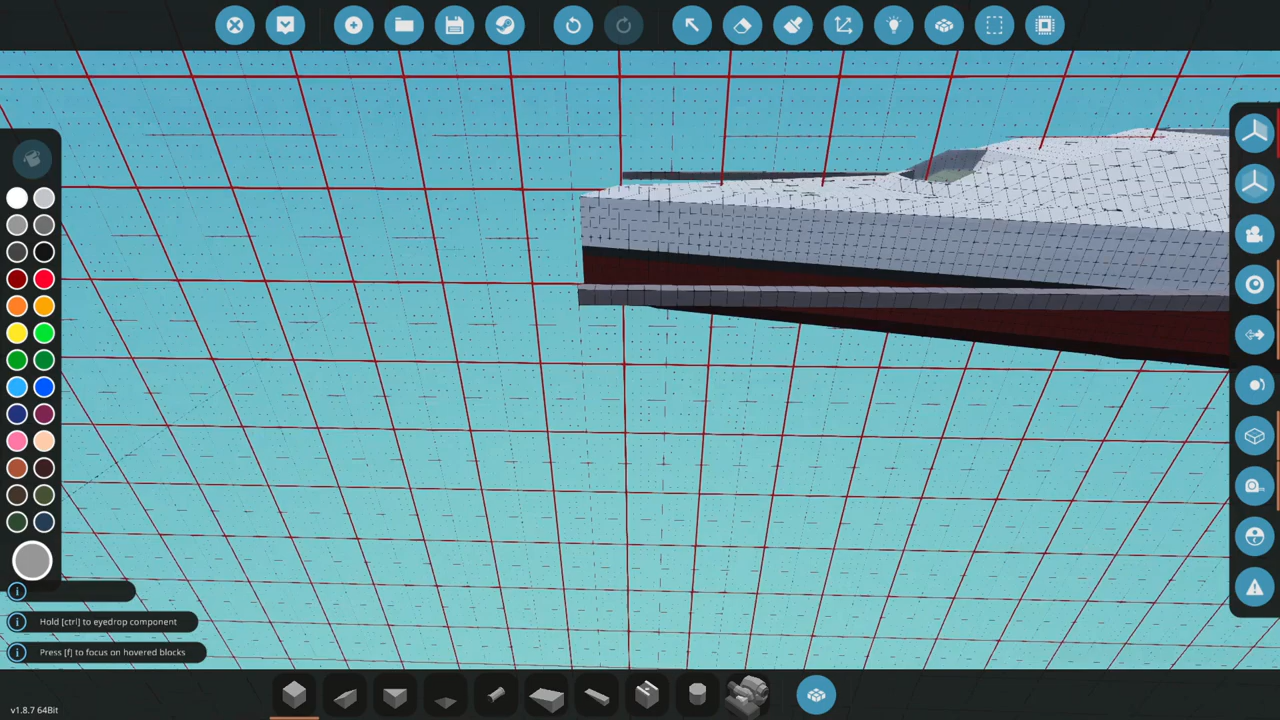 Hold [ctrl] to eyedrop component
Press [f] to focus on hovered blocks
v1.8.7 64Bit